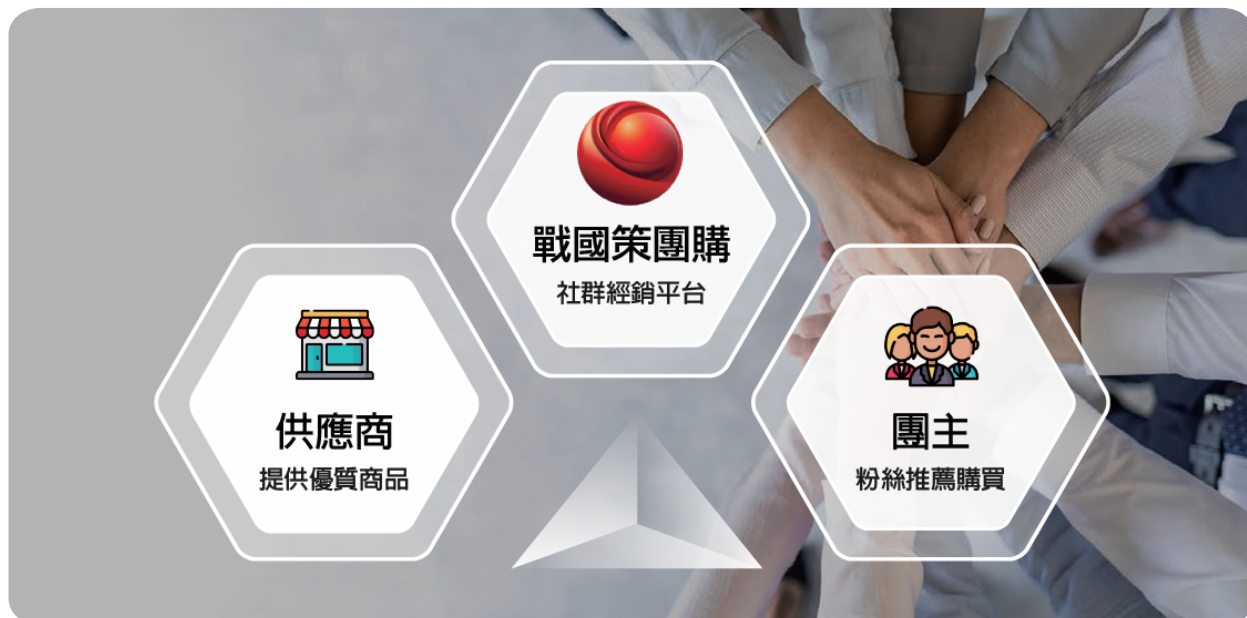 戰國策團購
社群經銷平台
供應商
提供優質商品
團主
粉絲推薦購買